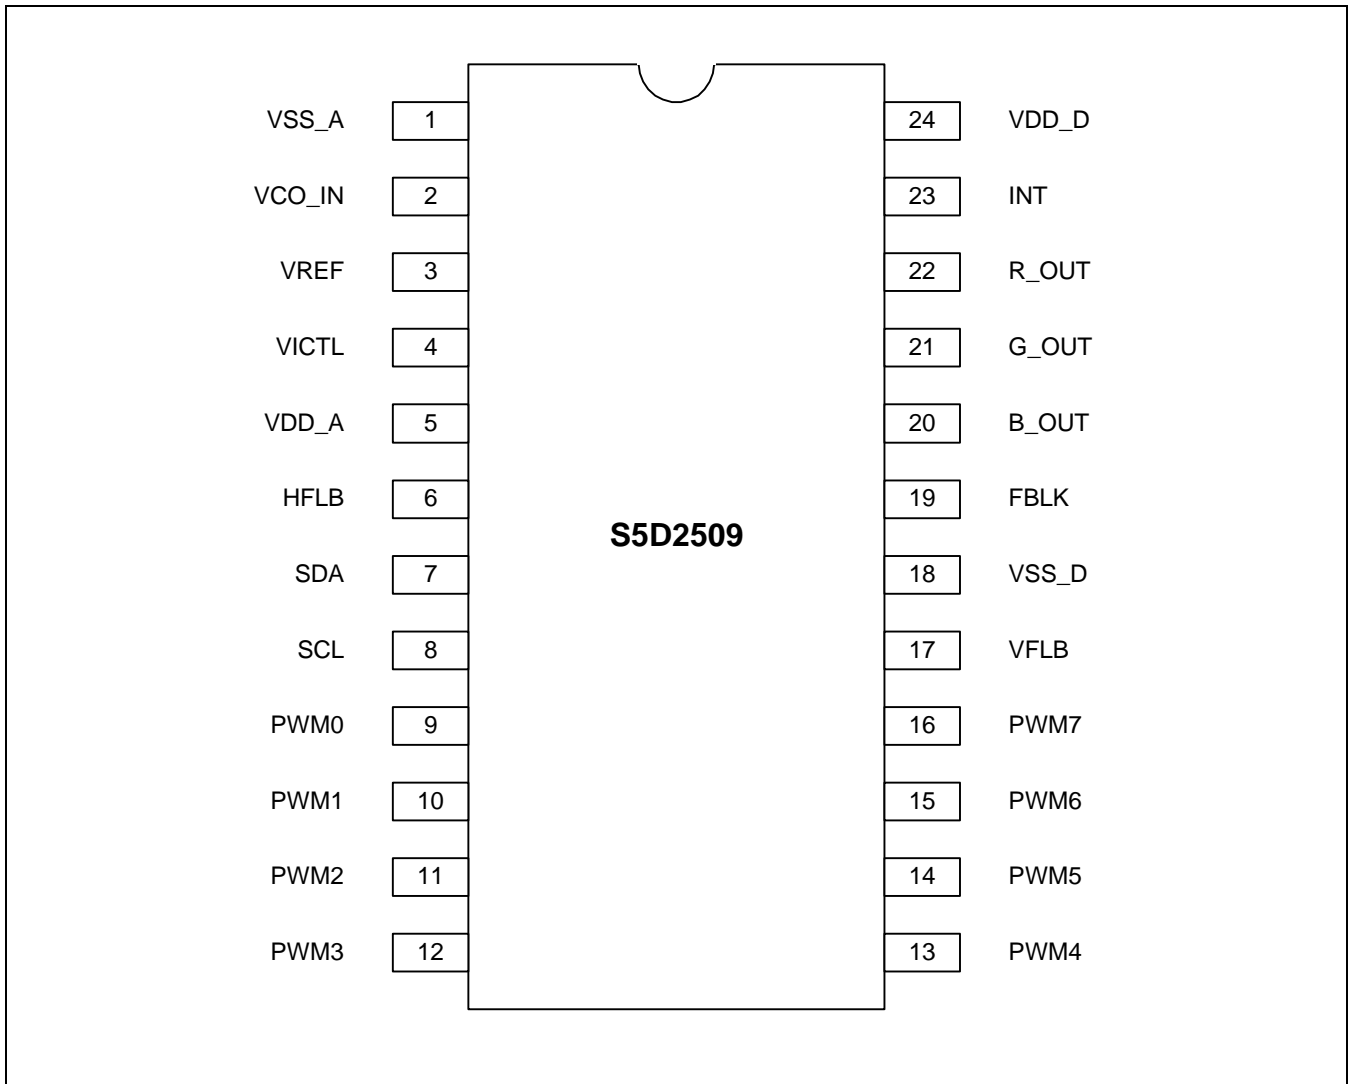 VSS_A 1 24 VDD_D
VCO_IN 2 23 INT
VREF 3 22 R_OUT
VICTL 4 21 G_OUT
VDD_A 5 20 B_OUT
HFLB 6 19 FBLK
S5D2509
SDA 7 18 VSS_D
SCL 8 17 VFLB
PWM0 9 16 PWM7
PWM1 10 15 PWM6
PWM2 11 14 PWM5
PWM3 12 13 PWM4